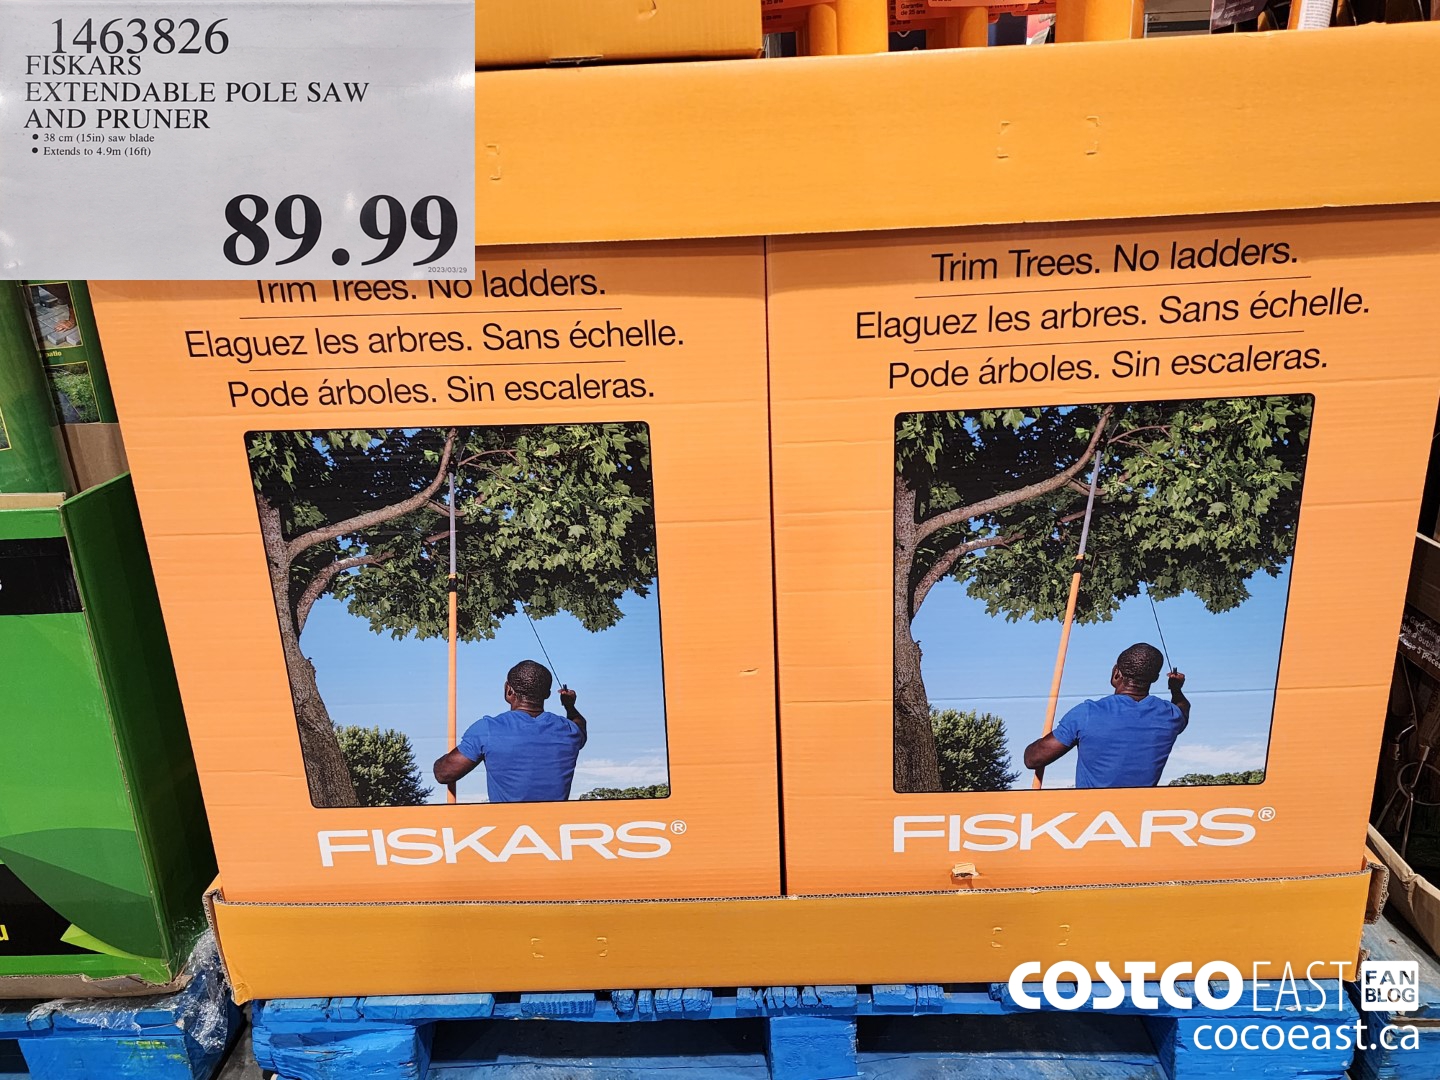 1463826
FISKARS
EXTENDABLE POLE SAW
AND PRUNER
• 38 cm (15in) saw blade
• Extends to 4.9m (16ft)
89.99
2023/03/29
Trim Trees. No ladders.
Elaguez les arbres. Sans échelle.
Pode árboles. Sin escaleras.
FISKARS®
Trim Trees. No ladders.
Elaguez les arbres. Sans échelle.
Pode árboles. Sin escaleras.
FISKARS®
COSTCO EAST FAN BLOG
cocoeast.ca